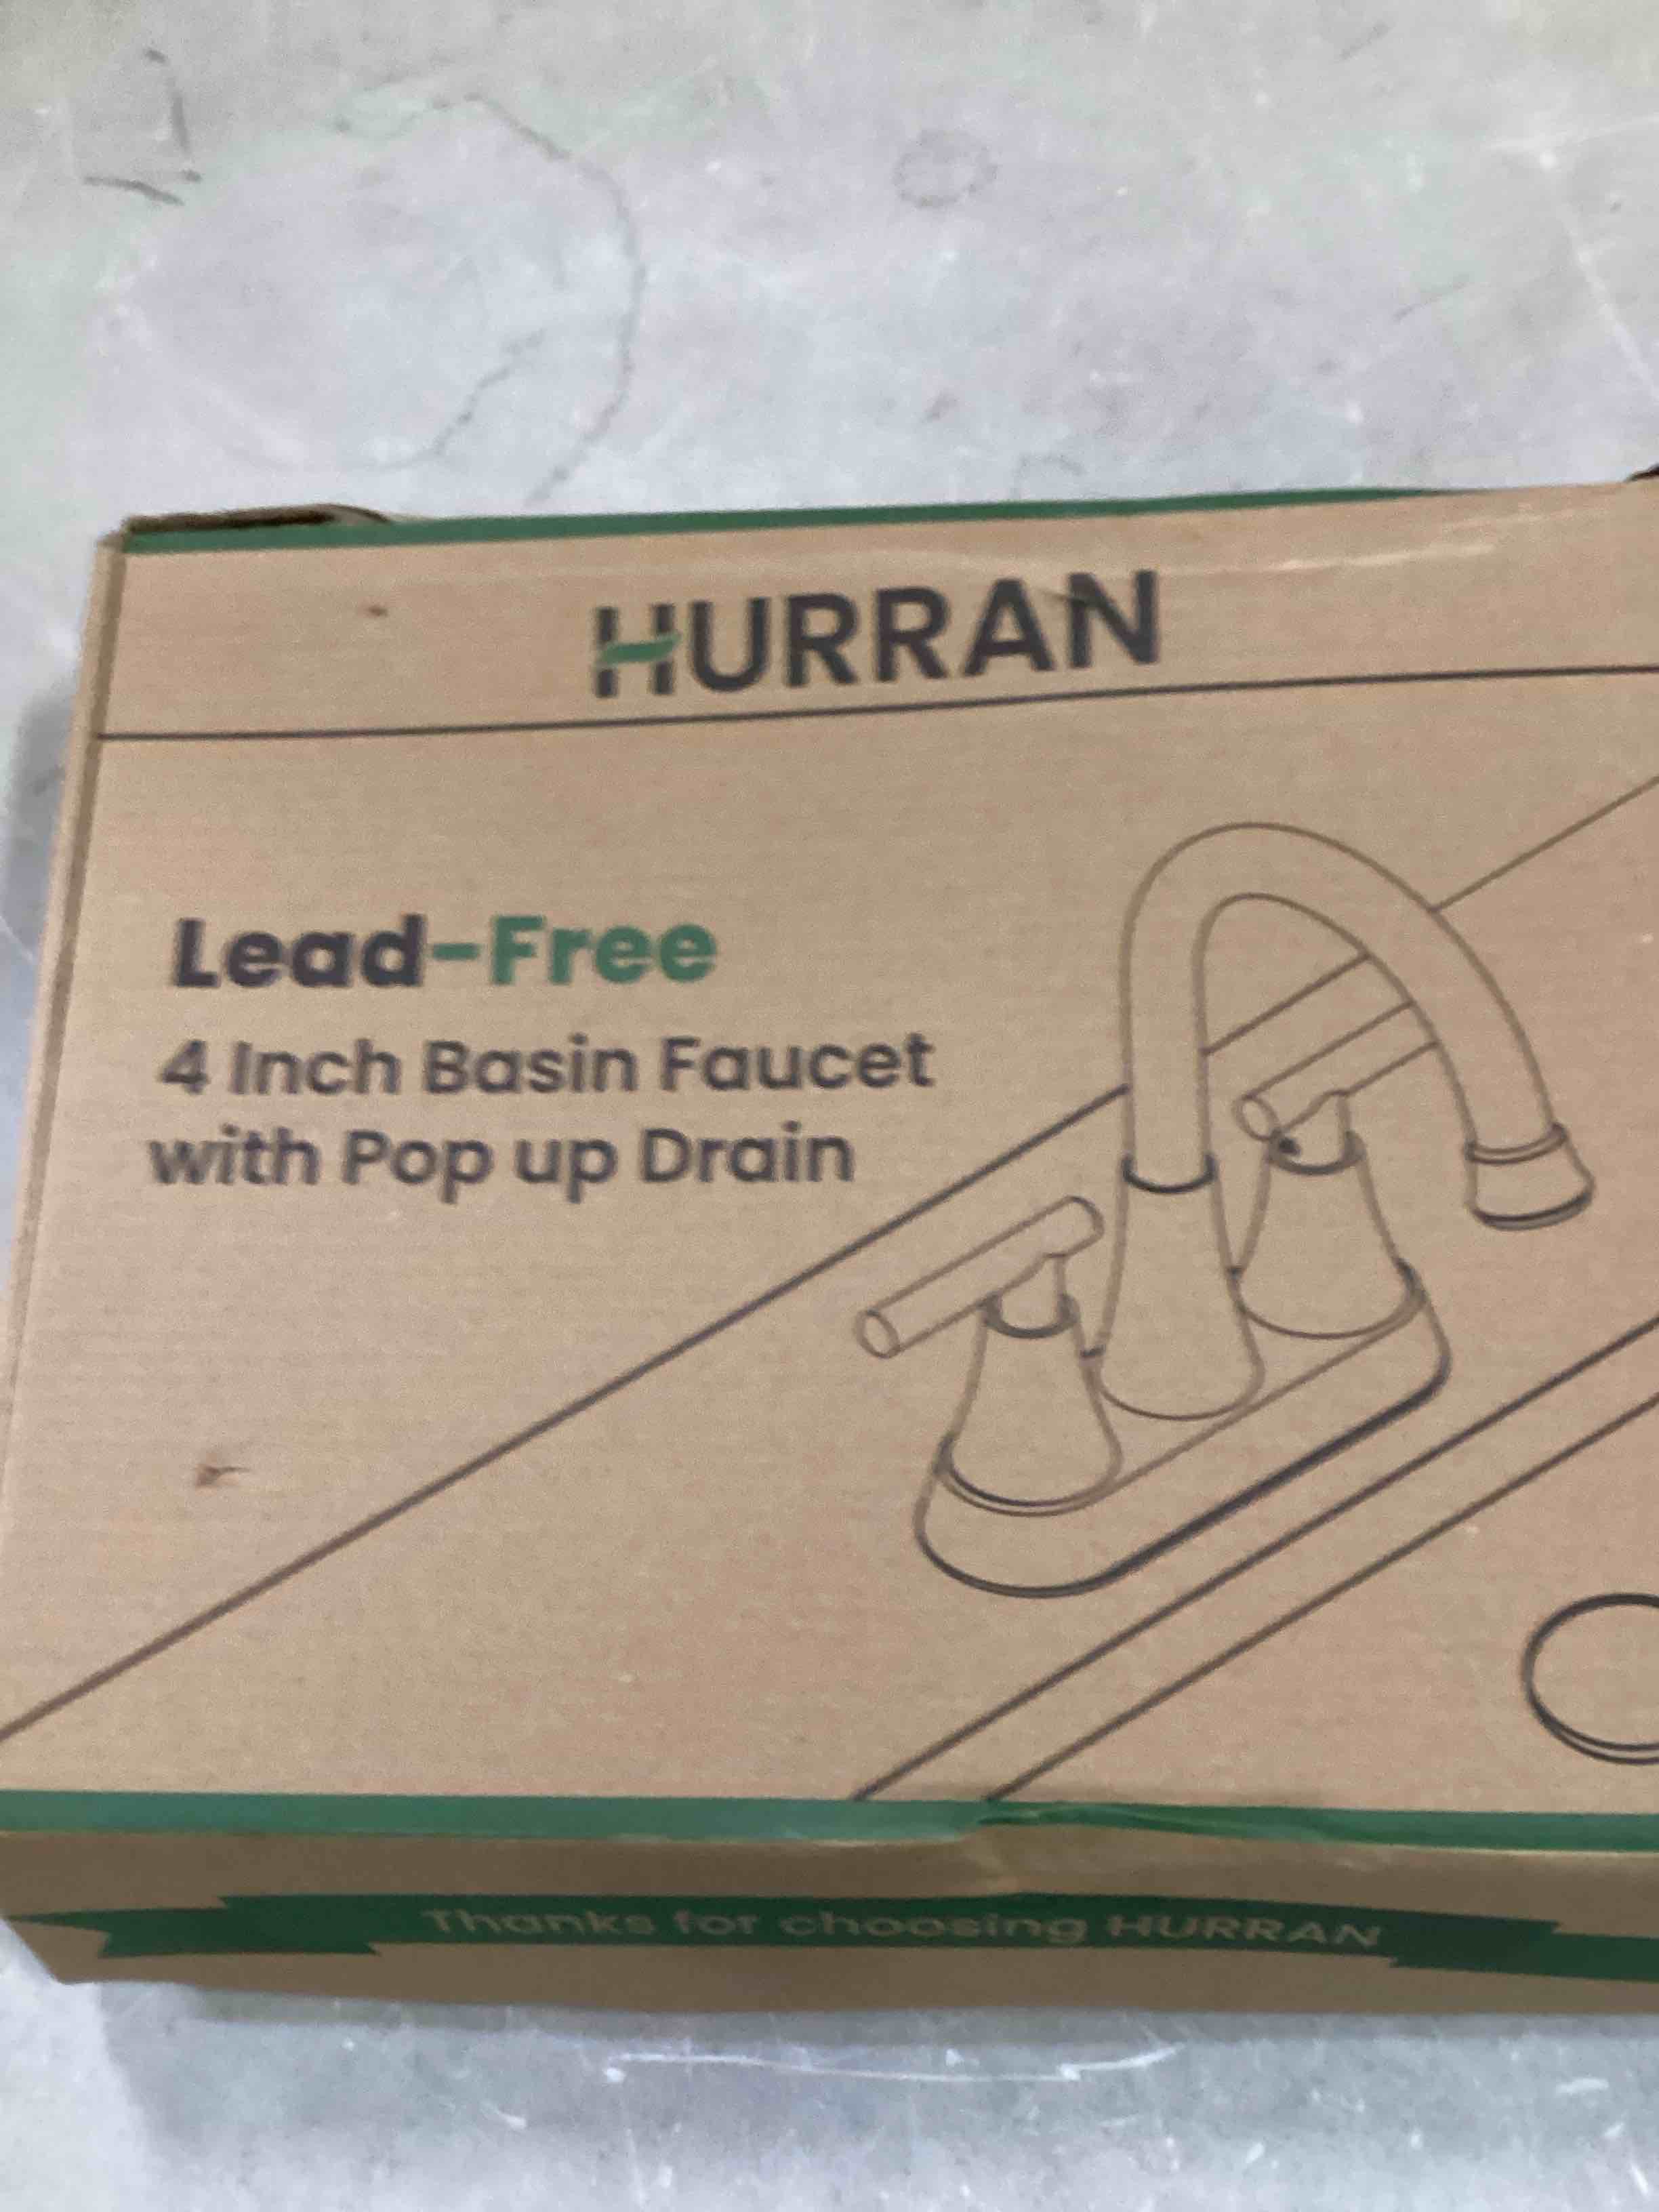 HURRAN
Lead-Free
4 Inch Basin Faucet
with Pop up Drain
Thanks for choosing HURRAN